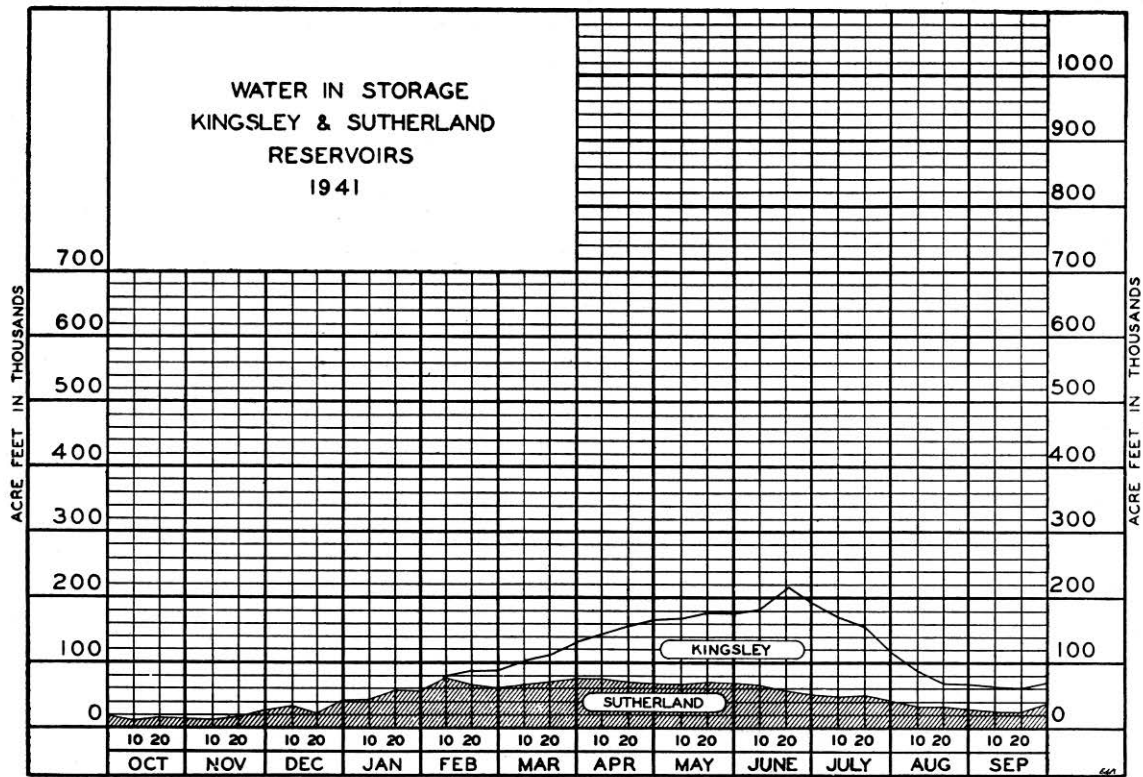 WATER IN STORAGE
KINGSLEY & SUTHERLAND
RESERVOIRS
1941
ACRE FEET IN THOUSANDS
700
600
500
400
300
200
100
0
1000
900
800
700
600
500
400
300
200
100
0
ACRE FEET IN THOUSANDS
KINGSLEY
SUTHERLAND
10 20 10 20 10 20 10 20 10 20 10 20 10 20 10 20 10 20 10 20 10 20 10 20
OCT NOV DEC JAN FEB MAR APR MAY JUNE JULY AUG SEP